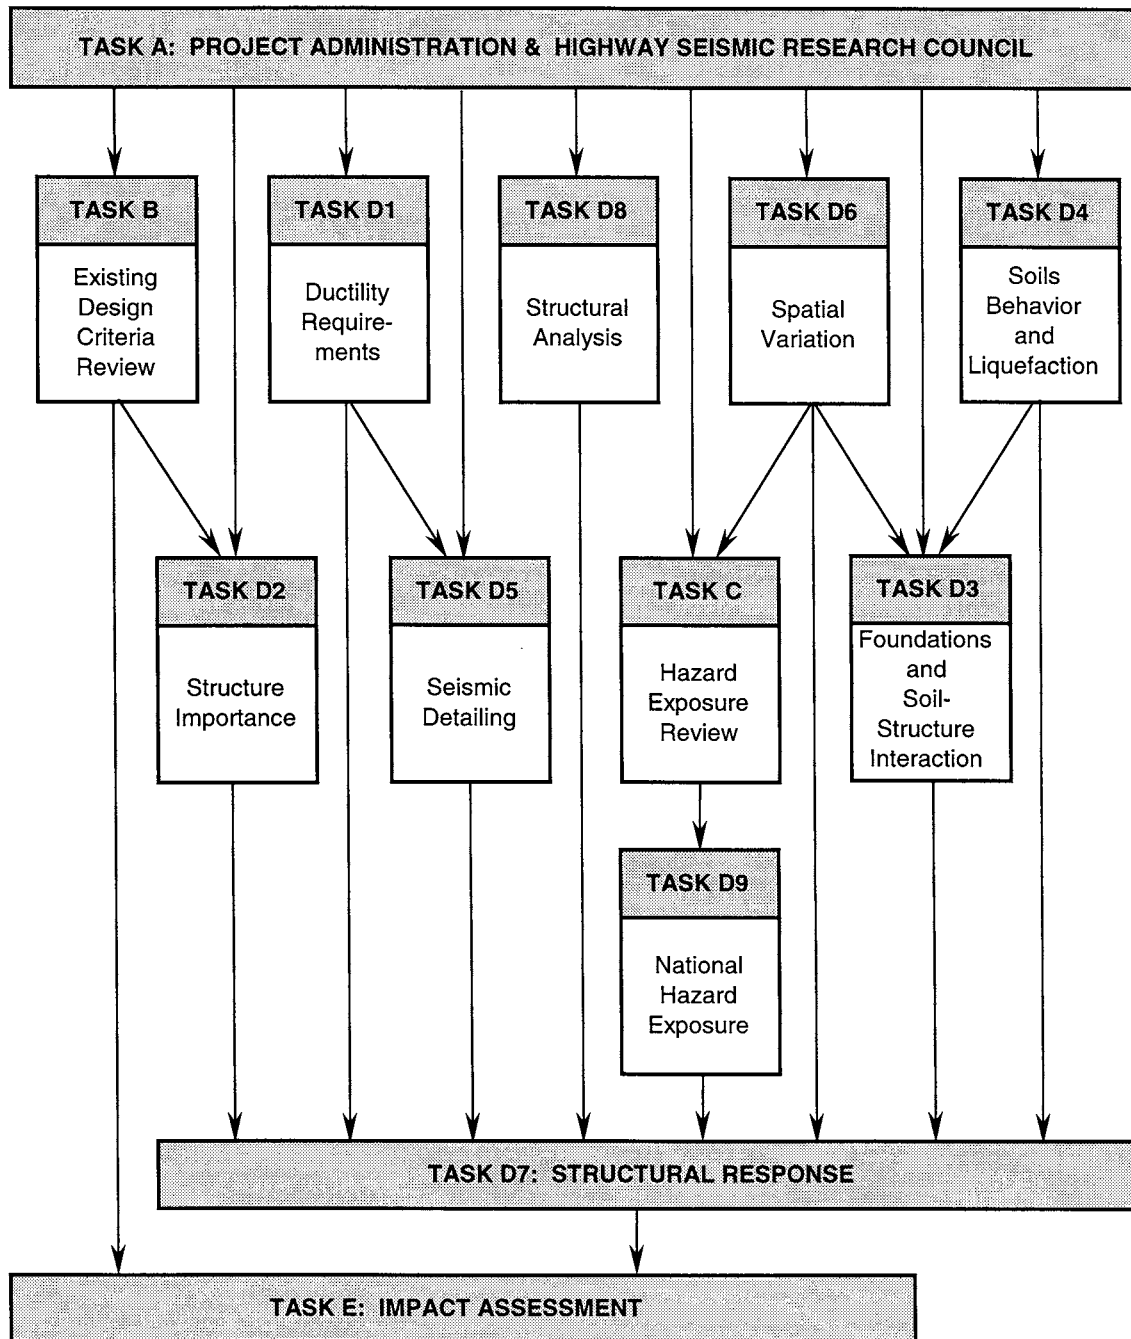 TASK A: PROJECT ADMINISTRATION & HIGHWAY SEISMIC RESEARCH COUNCIL
TASK B
Existing
Design
Criteria
Review
TASK D1
Ductility
Require-
ments
TASK D8
Structural
Analysis
TASK D6
Spatial
Variation
TASK D4
Soils
Behavior
and
Liquefaction
TASK D2
Structure
Importance
TASK D5
Seismic
Detailing
TASK C
Hazard
Exposure
Review
TASK D3
Foundations
and
Soil-
Structure
Interaction
TASK D9
National
Hazard
Exposure
TASK D7: STRUCTURAL RESPONSE
TASK E: IMPACT ASSESSMENT